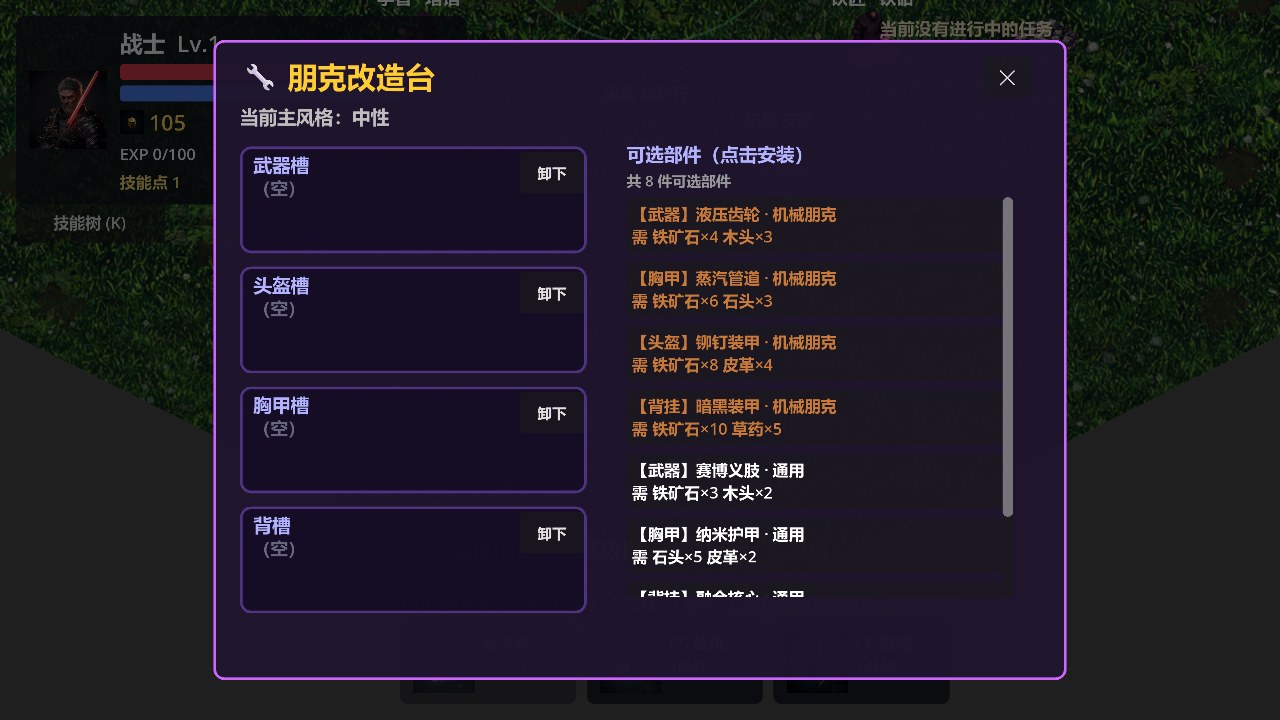 当前没有进行中的任务
战士 Lv.1
105
EXP 0/100
技能点 1
技能树 (K)
朋克改造台
当前主风格：中性
武器槽
（空）
卸下
头盔槽
（空）
卸下
胸甲槽
（空）
卸下
背槽
（空）
卸下
可选部件（点击安装）
共 8 件可选部件
【武器】液压齿轮 · 机械朋克
需 铁矿石×4 木头×3
【胸甲】蒸汽管道 · 机械朋克
需 铁矿石×6 石头×3
【头盔】铆钉装甲 · 机械朋克
需 铁矿石×8 皮革×4
【背挂】暗黑装甲 · 机械朋克
需 铁矿石×10 草药×5
【武器】赛博义肢 · 通用
需 铁矿石×3 木头×2
【胸甲】纳米护甲 · 通用
需 石头×5 皮革×2
【背挂】融合核心 · 通用